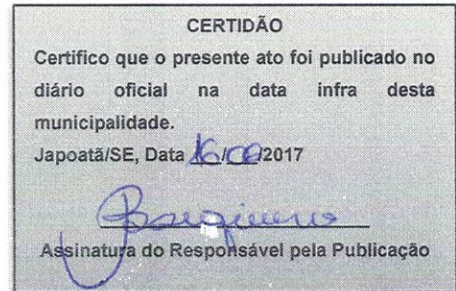 CERTIDÃO
Certifico que o presente ato foi publicado no
diário oficial na data infra desta
municipalidade.
Japoatã/SE, Data 16/ /2017
Assinatura do Responsável pela Publicação